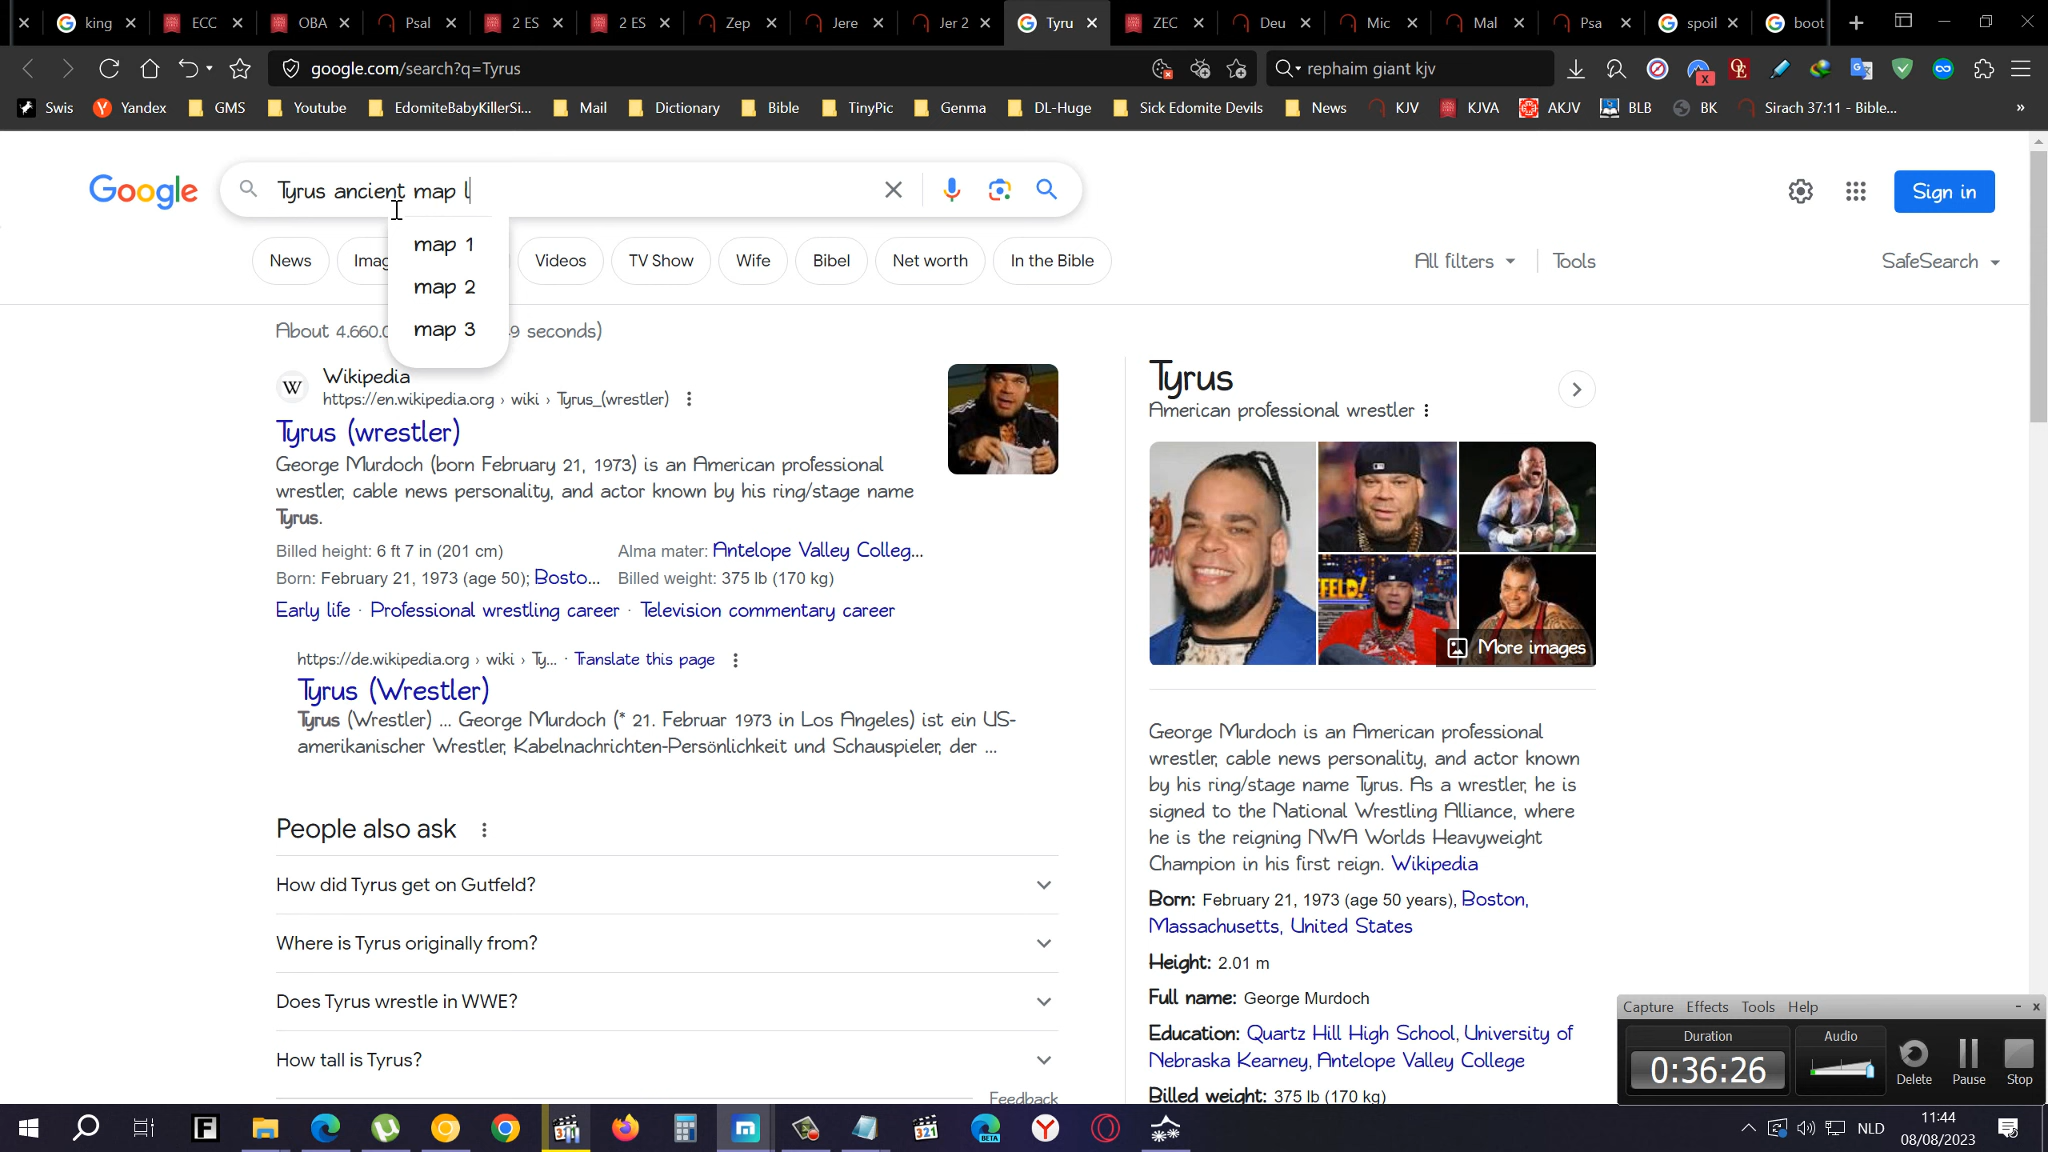 king
ECC
OBA
Psal
2 ES
2 ES
Zep
Jere
Jer 2
Tyru
ZEC
Deu
Mic
Mal
Psa
spoil
boot
google.com/search?q=Tyrus
rephaim giant kjv
Swis
Yandex
GMS
Youtube
EdomiteBabyKillerSi...
Mail
Dictionary
Bible
TinyPic
Genma
DL-Huge
Sick Edomite Devils
News
KJV
KJVA
AKJV
BLB
BK
Sirach 37:11 - Bible...
»
Google
Tyrus ancient map l
Sign in
map 1
map 2
map 3
News
Imag
Videos
TV Show
Wife
Bibel
Net worth
In the Bible
All filters
Tools
SafeSearch
About 4.660.0
9 seconds)
W
Wikipedia
https://en.wikipedia.org › wiki › Tyrus_(wrestler)
Tyrus (wrestler)
George Murdoch (born February 21, 1973) is an American professional
wrestler, cable news personality, and actor known by his ring/stage name
Tyrus.
Billed height: 6 ft 7 in (201 cm)
Alma mater: Antelope Valley Colleg...
Born: February 21, 1973 (age 50); Bosto...
Billed weight: 375 lb (170 kg)
Early life · Professional wrestling career · Television commentary career
https://de.wikipedia.org › wiki › Ty... · Translate this page
Tyrus (Wrestler)
Tyrus (Wrestler) ... George Murdoch (* 21. Februar 1973 in Los Angeles) ist ein US-
amerikanischer Wrestler, Kabelnachrichten-Persönlichkeit und Schauspieler, der ...
People also ask
How did Tyrus get on Gutfeld?
Where is Tyrus originally from?
Does Tyrus wrestle in WWE?
How tall is Tyrus?
Feedback
Tyrus
American professional wrestler
More images
George Murdoch is an American professional
wrestler, cable news personality, and actor known
by his ring/stage name Tyrus. As a wrestler, he is
signed to the National Wrestling Alliance, where
he is the reigning NWA Worlds Heavyweight
Champion in his first reign. Wikipedia
Born: February 21, 1973 (age 50 years), Boston,
Massachusetts, United States
Height: 2.01 m
Full name: George Murdoch
Education: Quartz Hill High School, University of
Nebraska Kearney, Antelope Valley College
Billed weight: 375 lb (170 kg)
Capture Effects Tools Help
Duration
Audio
0:36:26
Delete
Pause
Stop
NLD
11:44
08/08/2023